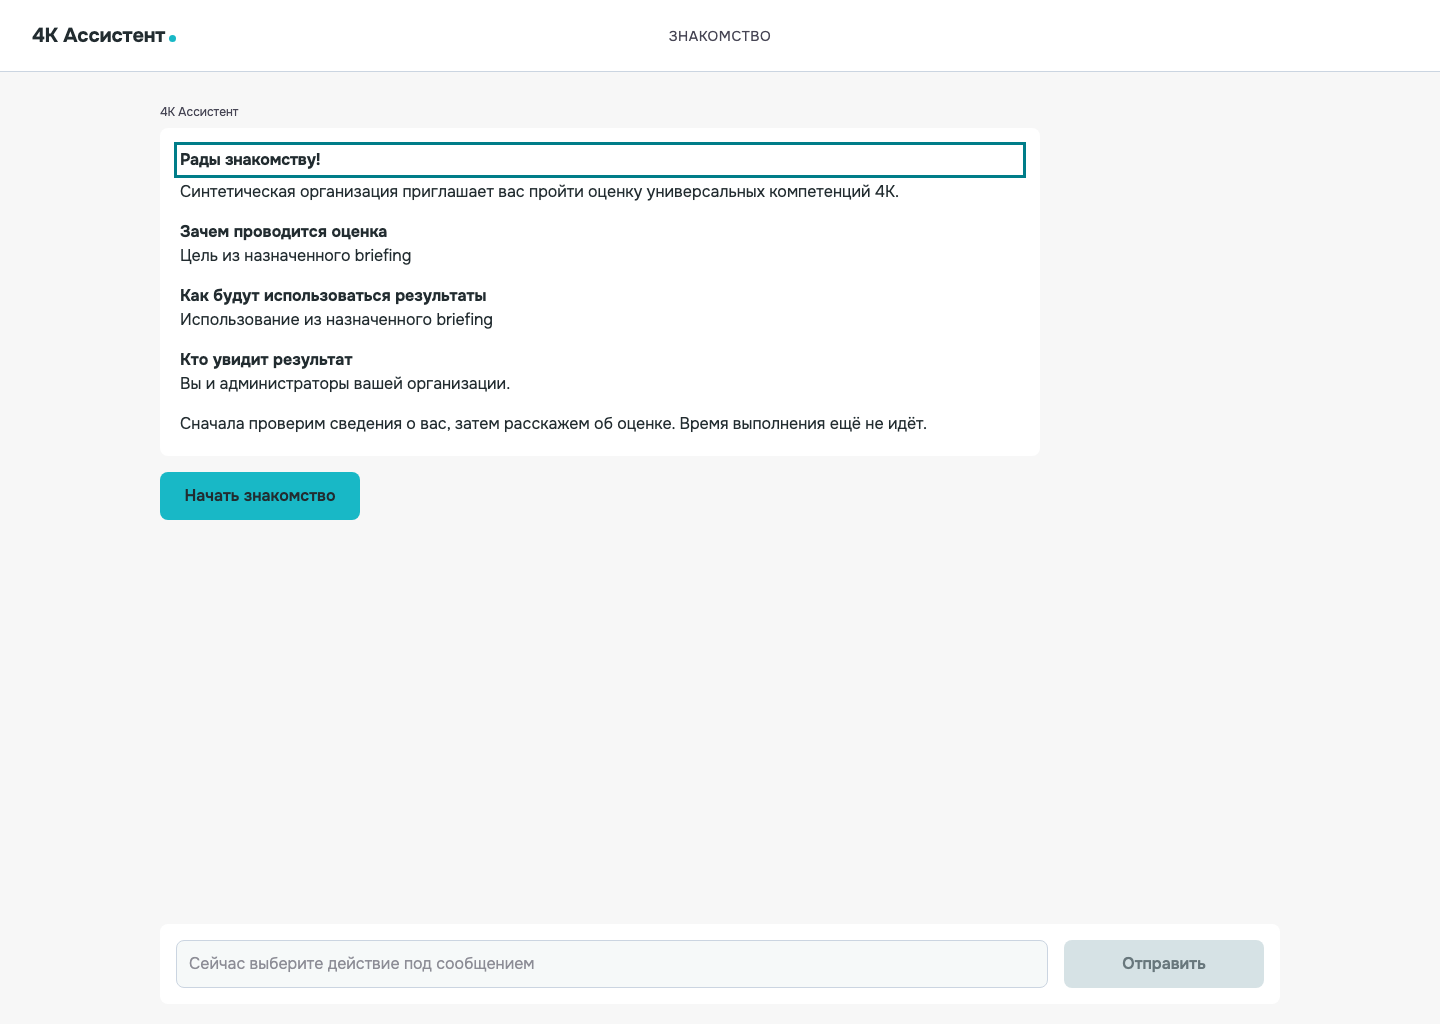 4К Ассистент
ЗНАКОМСТВО
4К Ассистент
Рады знакомству!
Синтетическая организация приглашает вас пройти оценку универсальных компетенций 4К.
Зачем проводится оценка
Цель из назначенного briefing
Как будут использоваться результаты
Использование из назначенного briefing
Кто увидит результат
Вы и администраторы вашей организации.
Сначала проверим сведения о вас, затем расскажем об оценке. Время выполнения ещё не идёт.
Начать знакомство
Сейчас выберите действие под сообщением
Отправить